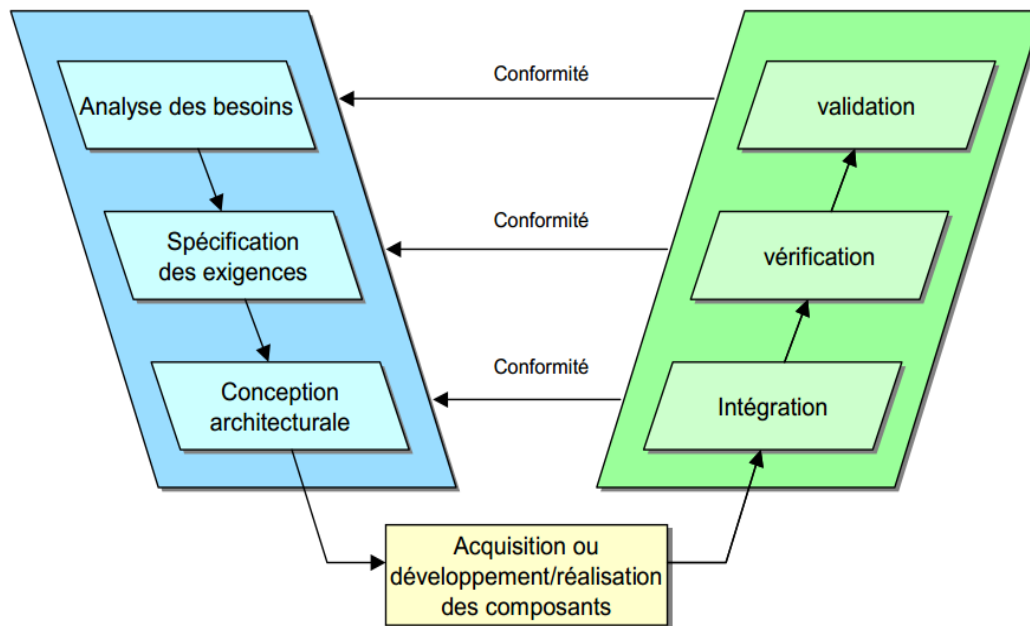 Conformité
Analyse des besoins
validation
Conformité
Spécification
des exigences
vérification
Conformité
Conception
architecturale
Intégration
Acquisition ou
développement/réalisation
des composants